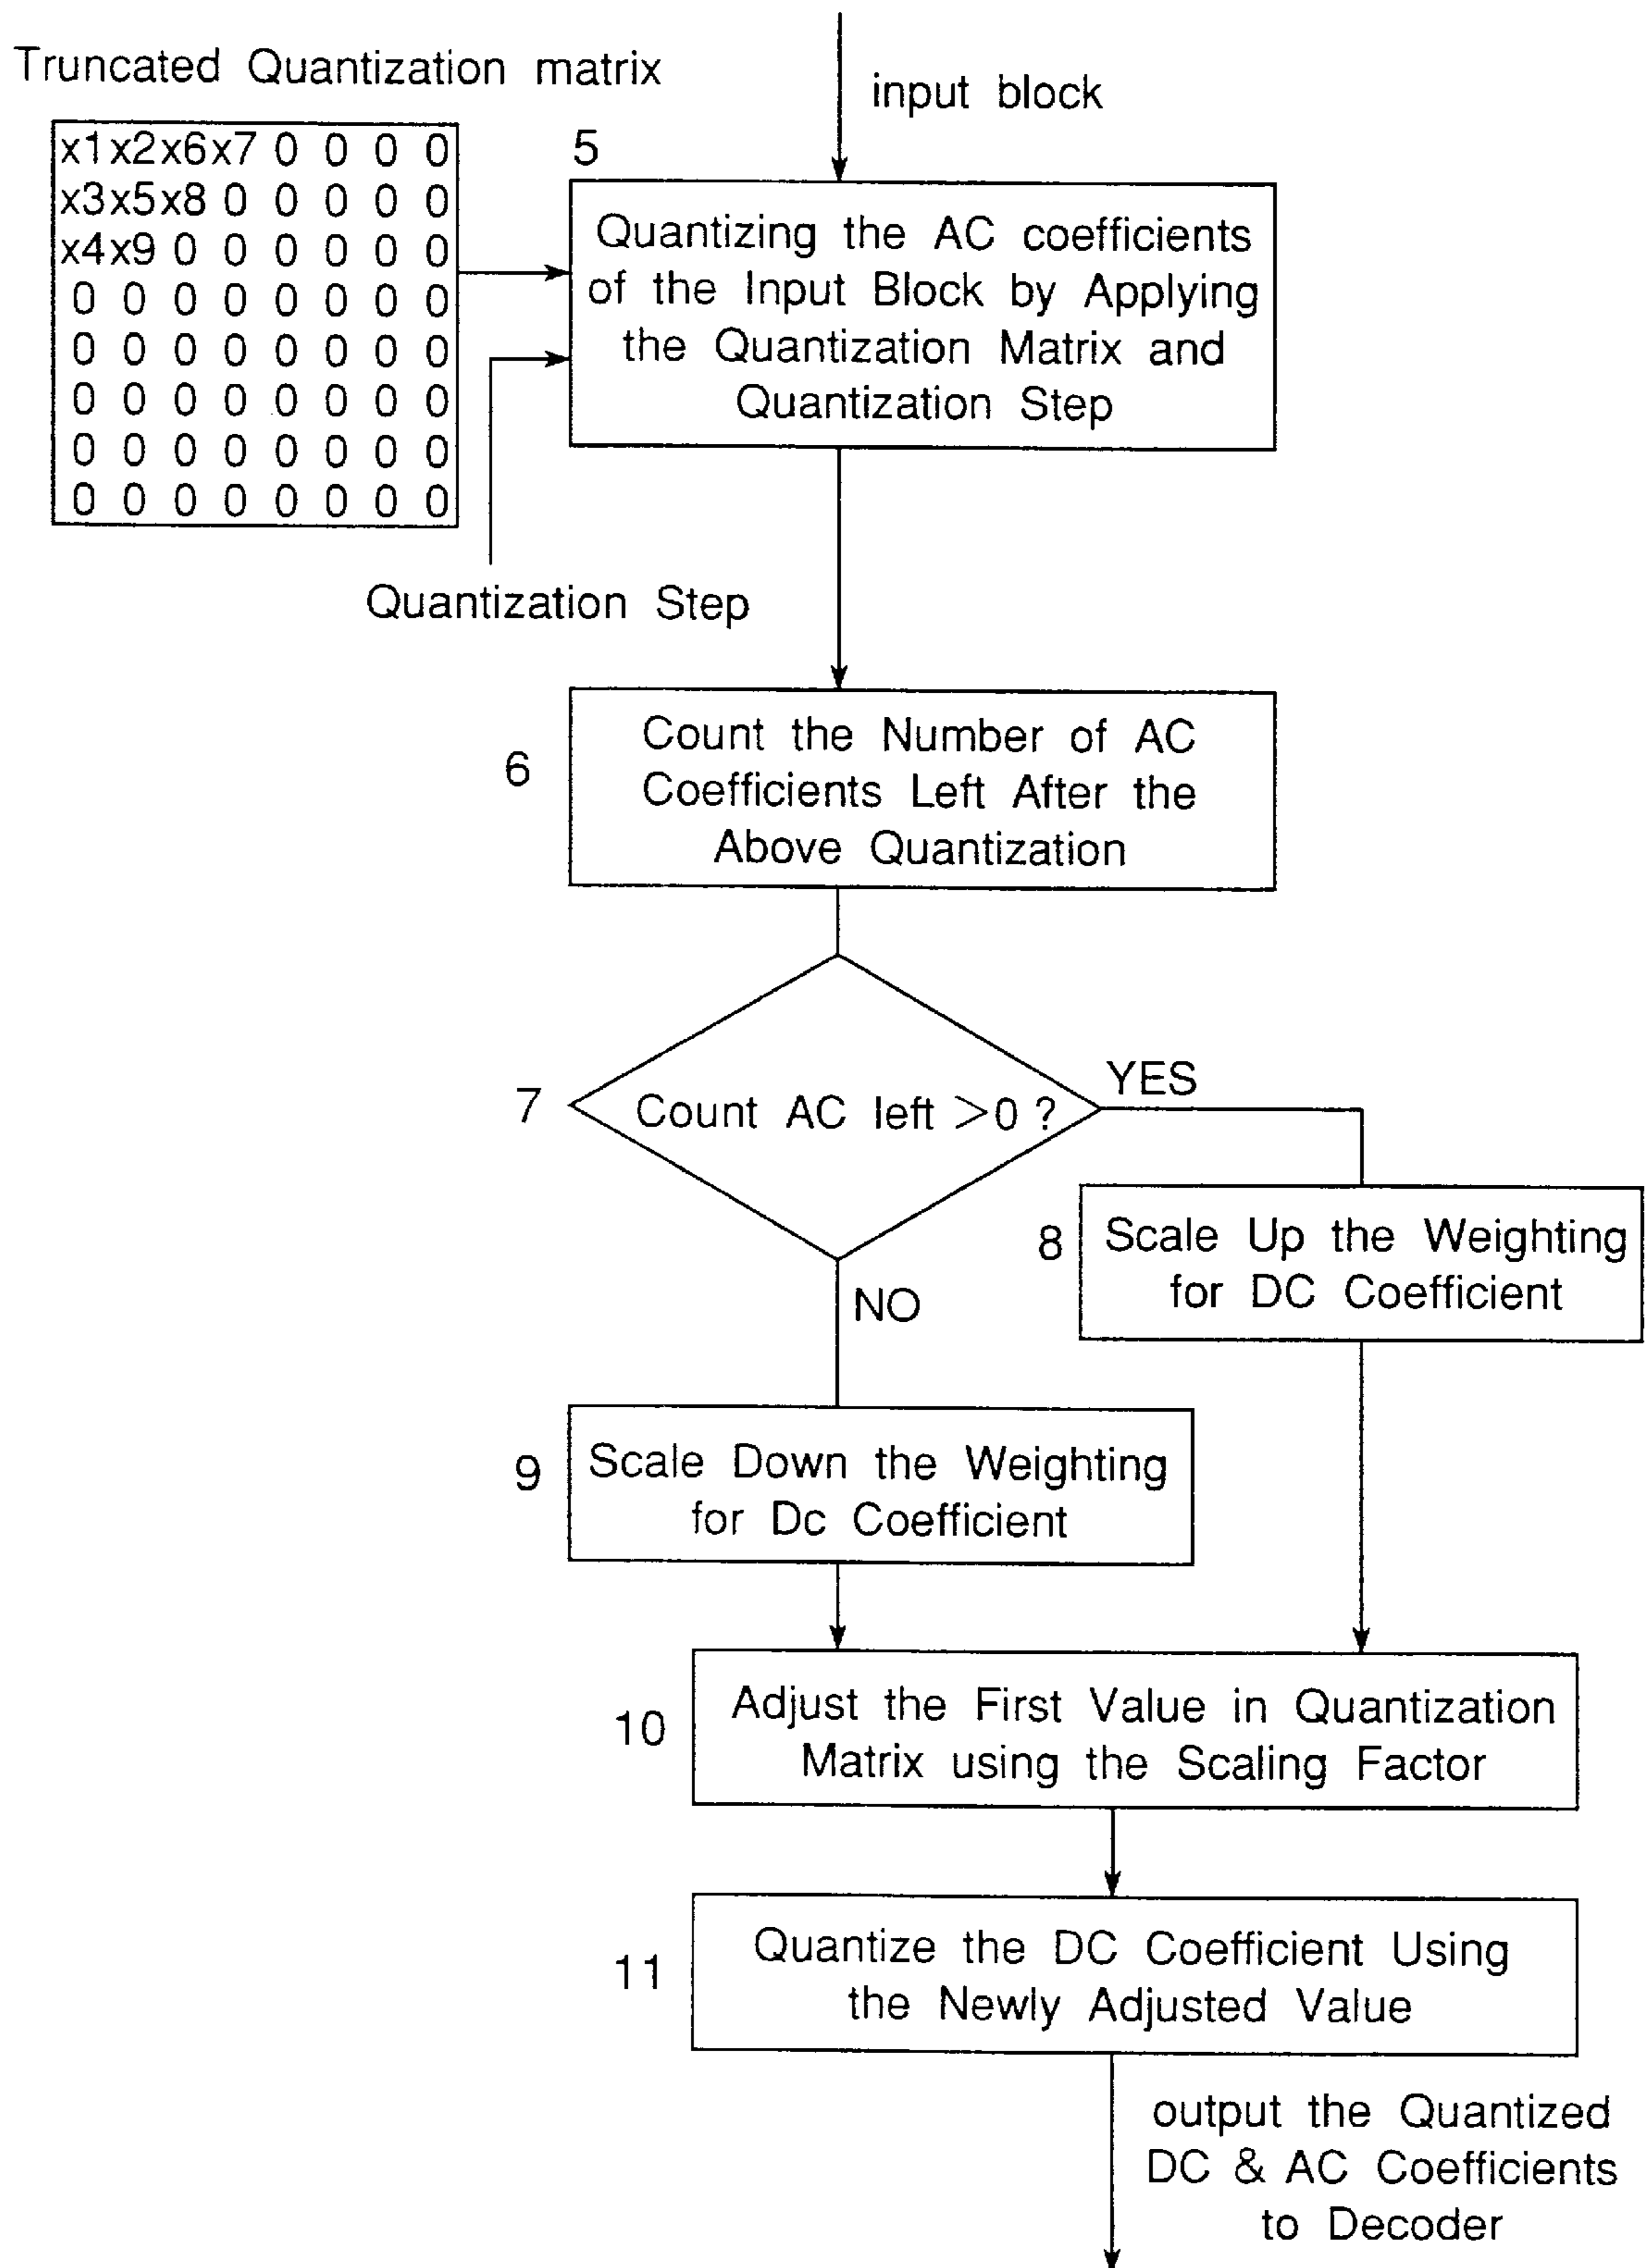 Truncated Quantization matrix
input block
x1 x2 x6 x7 0 0 0 0
x3 x5 x8 0 0 0 0 0
x4 x9 0 0 0 0 0 0
0 0 0 0 0 0 0 0
0 0 0 0 0 0 0 0
0 0 0 0 0 0 0 0
0 0 0 0 0 0 0 0
0 0 0 0 0 0 0 0
5
Quantizing the AC coefficients
of the Input Block by Applying
the Quantization Matrix and
Quantization Step
Quantization Step
6
Count the Number of AC
Coefficients Left After the
Above Quantization
7
Count AC left >0 ?
YES
NO
8
Scale Up the Weighting
for DC Coefficient
9
Scale Down the Weighting
for Dc Coefficient
10
Adjust the First Value in Quantization
Matrix using the Scaling Factor
11
Quantize the DC Coefficient Using
the Newly Adjusted Value
output the Quantized
DC & AC Coefficients
to Decoder